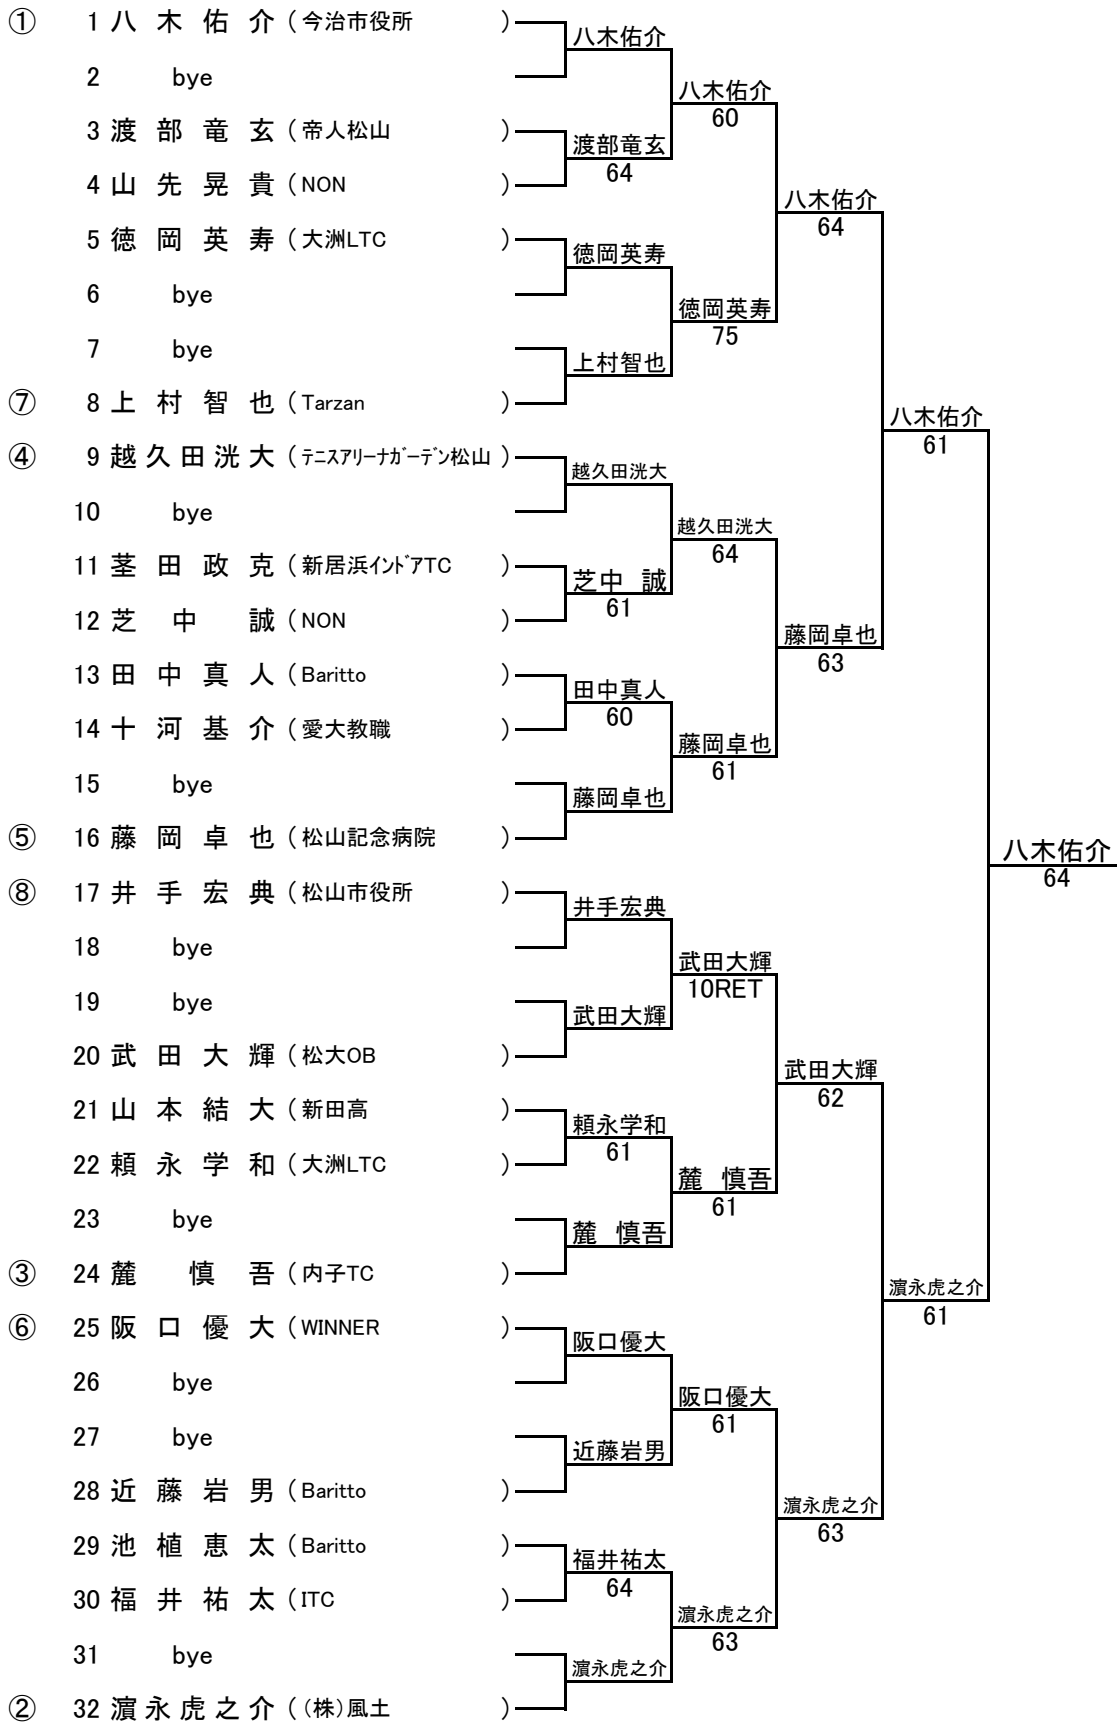 ① 1 八木佑介 (今治市役所)
八木佑介
2 bye
八木佑介
60
3 渡部竜玄 (帝人松山)
渡部竜玄
64
4 山先晃貴 (NON)
八木佑介
64
5 徳岡英寿 (大洲LTC)
徳岡英寿
6 bye
徳岡英寿
75
7 bye
上村智也
⑦ 8 上村智也 (Tarzan)
八木佑介
61
④ 9 越久田洸大 (テニスアリーナガーデン松山)
越久田洸大
10 bye
越久田洸大
64
11 茎田政克 (新居浜インドアTC)
芝中 誠
61
12 芝中 誠 (NON)
藤岡卓也
63
13 田中真人 (Baritto)
田中真人
60
14 十河基介 (愛大教職)
藤岡卓也
61
15 bye
藤岡卓也
⑤ 16 藤岡卓也 (松山記念病院)
八木佑介
64
⑧ 17 井手宏典 (松山市役所)
井手宏典
18 bye
武田大輝
10RET
19 bye
武田大輝
20 武田大輝 (松大OB)
武田大輝
62
21 山本結大 (新田高)
頼永学和
61
22 頼永学和 (大洲LTC)
麓 慎吾
61
23 bye
麓 慎吾
③ 24 麓 慎吾 (内子TC)
濵永虎之介
61
⑥ 25 阪口優大 (WINNER)
阪口優大
26 bye
阪口優大
61
27 bye
近藤岩男
28 近藤岩男 (Baritto)
濵永虎之介
63
29 池植恵太 (Baritto)
福井祐太
64
30 福井祐太 (ITC)
濵永虎之介
63
31 bye
濵永虎之介
② 32 濵永虎之介 ((株)風土)